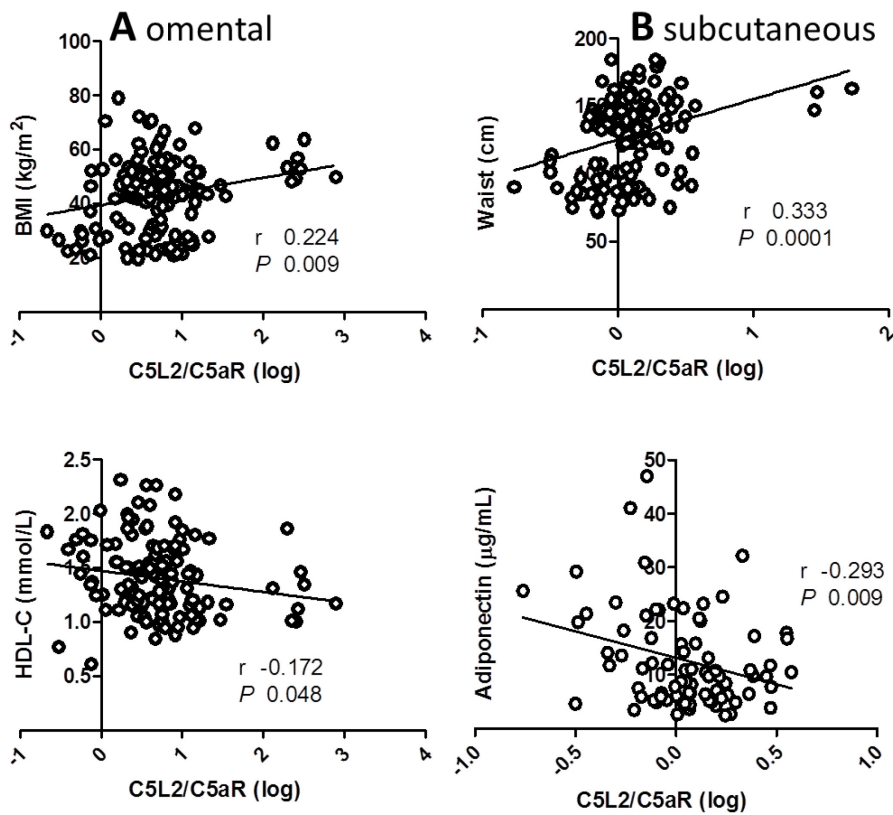 A omental
100
80
60
40
20
BMI (kg/m²)
r 0.224
P 0.009
-1 0 1 2 3 4
C5L2/C5aR (log)
B subcutaneous
200
150
50
Waist (cm)
r 0.333
P 0.0001
-1 0 1 2
C5L2/C5aR (log)
2.5
2.0
1.5
1.0
0.5
HDL-C (mmol/L)
r -0.172
P 0.048
-1 0 1 2 3 4
C5L2/C5aR (log)
50
40
30
20
10
Adiponectin (µg/mL)
r -0.293
P 0.009
-1.0 -0.5 0.0 0.5 1.0
C5L2/C5aR (log)